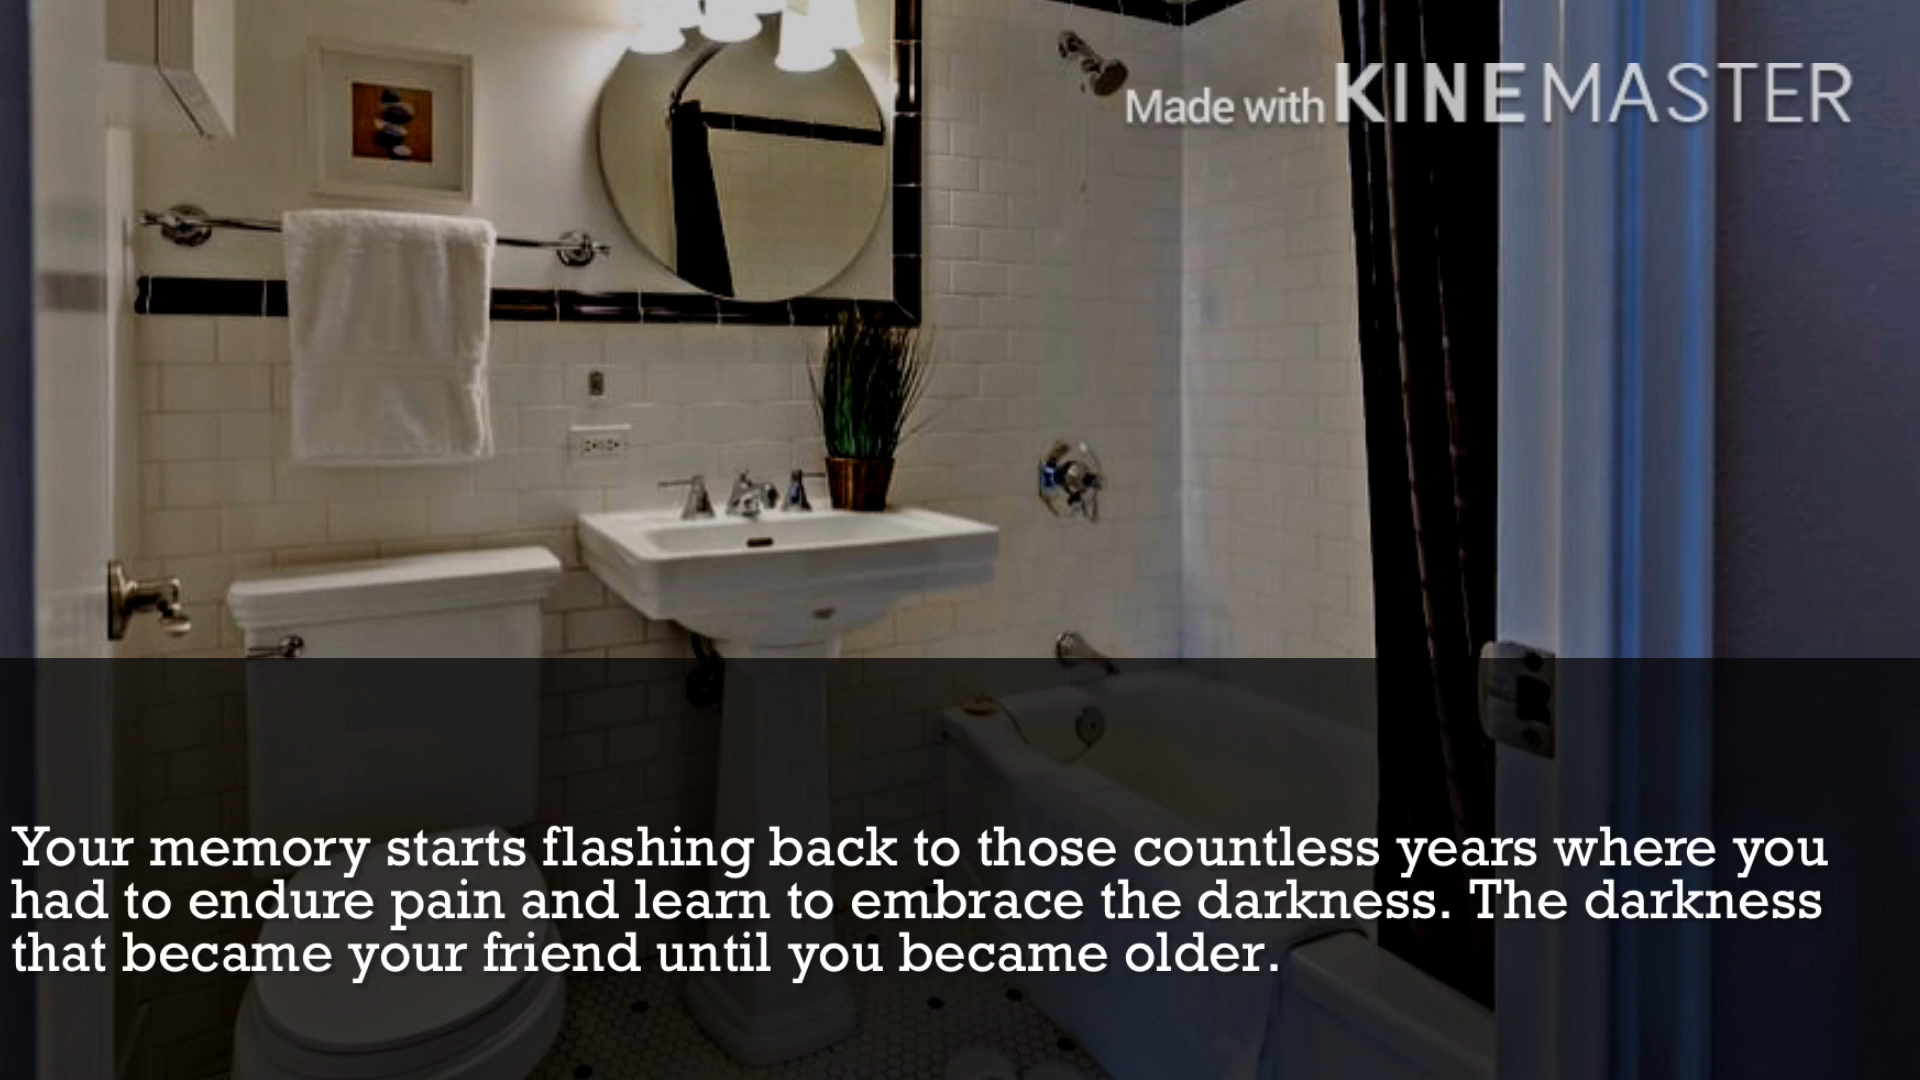 Made with KINEMASTER
Your memory starts flashing back to those countless years where you
had to endure pain and learn to embrace the darkness. The darkness
that became your friend until you became older.